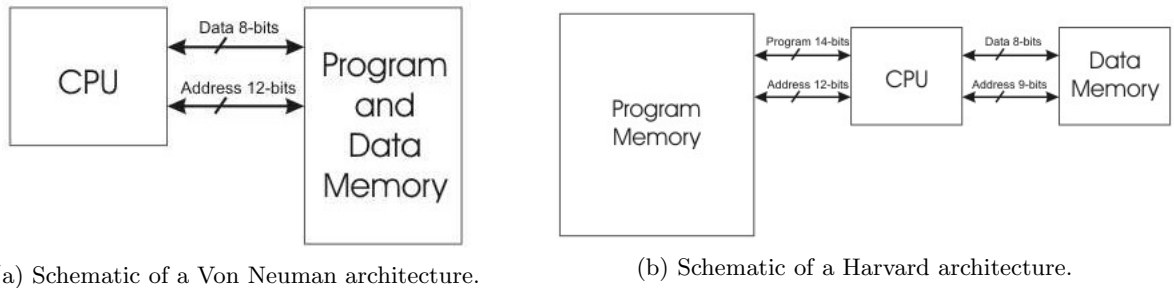 CPU
Data 8-bits
Address 12-bits
Program
and
Data
Memory
a) Schematic of a Von Neuman architecture.
Program
Memory
Program 14-bits
Address 12-bits
CPU
Data 8-bits
Address 9-bits
Data
Memory
(b) Schematic of a Harvard architecture.